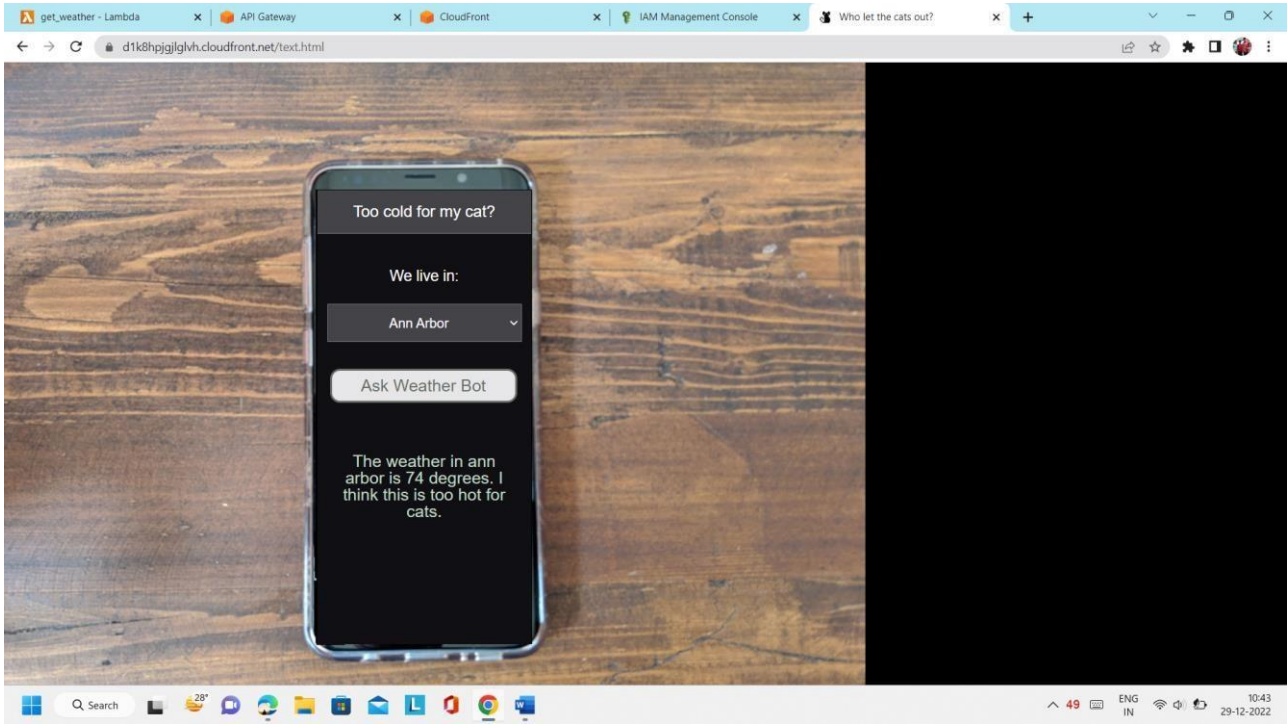 get_weather - Lambda
API Gateway
CloudFront
IAM Management Console
Who let the cats out?
d1k8hpjgjlglvh.cloudfront.net/text.html
Too cold for my cat?
We live in:
Ann Arbor
Ask Weather Bot
The weather in ann
arbor is 74 degrees. I
think this is too hot for
cats.
28°
Search
49
ENG
IN
10:43
29-12-2022